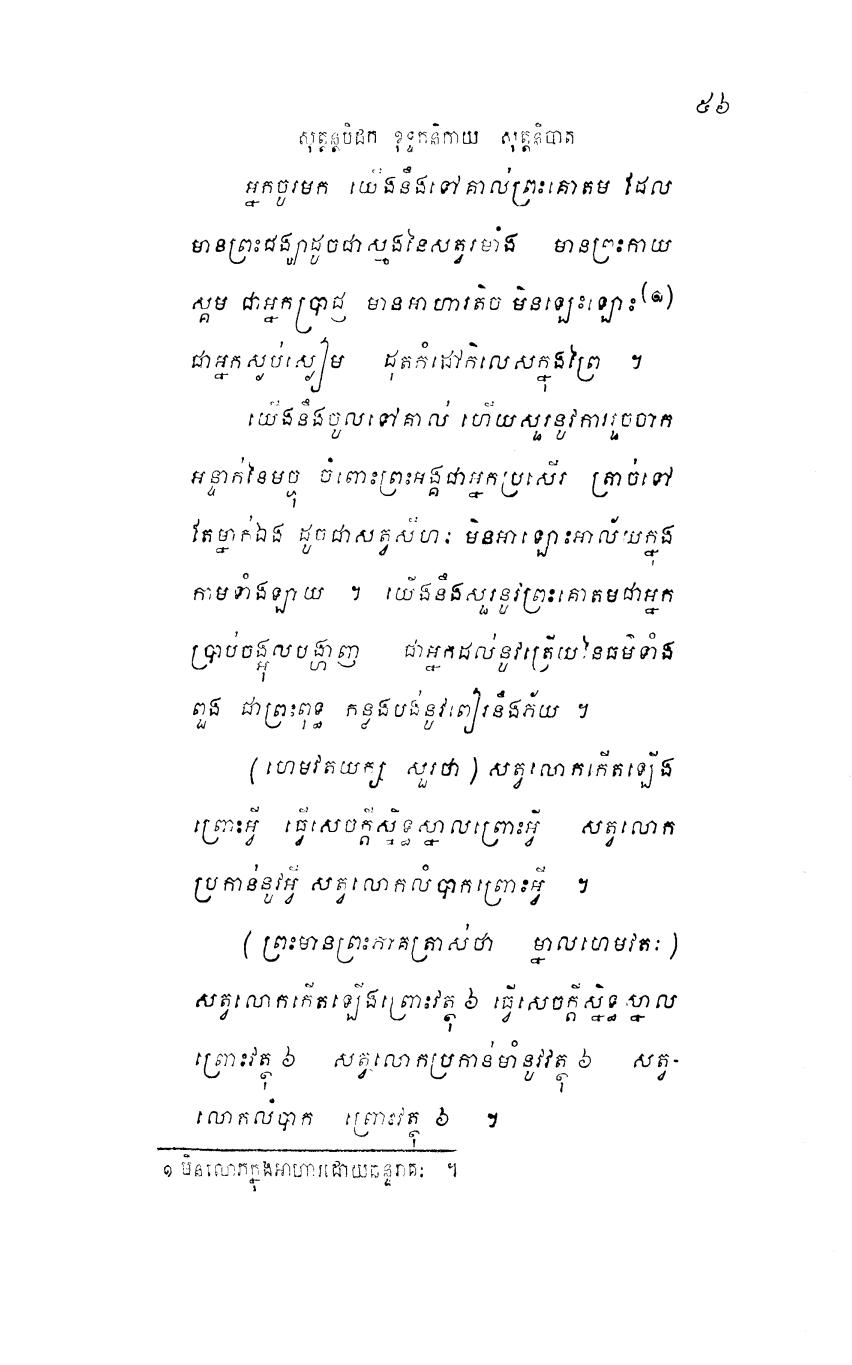 ៥៦
សុត្តន្តបិដក ខុទ្ទកនិកាយ សុត្តនិបាត
អ្នកចូរមក យើងនឹងទៅគាល់ព្រះគោតម ដែល
មានព្រះជង្ឃដូចជាស្មងនៃសត្វទ្រាយ មានព្រះកាយ
ស្គម ជាអ្នកប្រាជ្ញ មានអាហារតិច មិនឡេះឡោះ(១)
ជាអ្នកស្ងប់ស្ងៀម ដុតកំដៅកិលេសក្នុងព្រៃ ។
យើងនឹងចូលទៅគាល់ ហើយសួរនូវការរួចចាក
អន្ទាក់នៃមច្ចុ ចំពោះព្រះអង្គជាអ្នកប្រសើរ ត្រាច់ទៅ
តែម្នាក់ឯង ដូចជាសត្វសីហៈ មិនអាឡោះអាល័យក្នុង
កាមទាំងឡាយ ។ យើងនឹងសួរនូវព្រះគោតមជាអ្នក
ប្រាប់ចង្អុលបង្ហាញ ជាអ្នកដល់នូវត្រើយនៃធម៌ទាំង
ពួង ជាព្រះពុទ្ធ កន្លងបង់នូវពៀរនឹងភ័យ ។
(ហេមវតយក្ស សួរថា) សត្វលោកកើតឡើង
ព្រោះអ្វី ធ្វើសេចក្តីស្និទ្ធស្នាលព្រោះអ្វី សត្វលោក
ប្រកាន់នូវអ្វី សត្វលោកលំបាកព្រោះអ្វី ។
(ព្រះមានព្រះភាគត្រាស់ថា ម្នាលហេមវតៈ)
សត្វលោកកើតឡើងព្រោះវត្ថុ ៦ ធ្វើសេចក្តីស្និទ្ធស្នាល
ព្រោះវត្ថុ ៦ សត្វលោកប្រកាន់មាំនូវវត្ថុ ៦ សត្វ-
លោកលំបាក ព្រោះវត្ថុ ៦ ។
១ មិនលោភក្នុងអាហារដោយឆន្ទរាគៈ ។